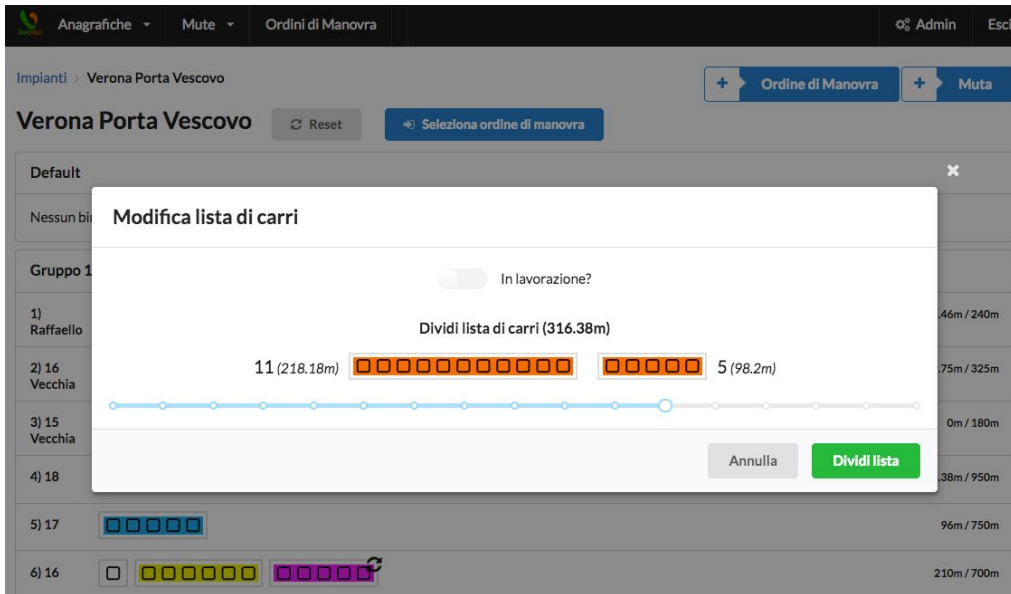 Anagrafiche Mute Ordini di Manovra Admin Esci
Impianti > Verona Porta Vescovo + Ordine di Manovra + Muta
Verona Porta Vescovo Reset Seleziona ordine di manovra
Default
Nessun bi
Modifica lista di carri
Gruppo 1
In lavorazione?
1)
Raffaello
.46m / 240m
Dividi lista di carri (316.38m)
2) 16
Vecchia
11 (218.18m) 5 (98.2m)
.75m / 325m
3) 15
Vecchia
0m / 180m
Annulla Dividi lista
4) 18 .38m / 950m
5) 17 96m / 750m
6) 16 210m / 700m